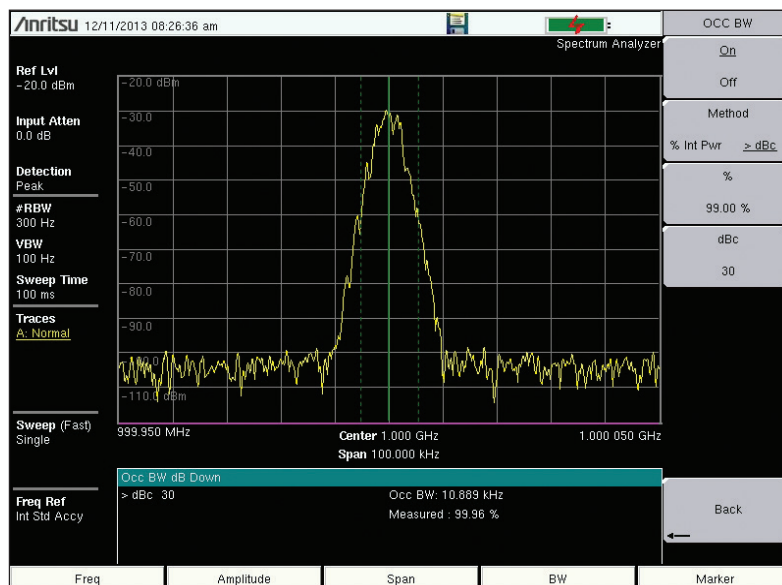 Anritsu 12/11/2013 08:26:36 am
Spectrum Analyzer
Ref Lvl
-20.0 dBm
Input Atten
0.0 dB
Detection
Peak
#RBW
300 Hz
VBW
100 Hz
Sweep Time
100 ms
Traces
A: Normal
Sweep (Fast)
Single
Freq Ref
Int Std Accy
-20.0 dBm
-30.0
-40.0
-50.0
-60.0
-70.0
-80.0
-90.0
-110.0 dBm
999.950 MHz
Center 1.000 GHz
1.000 050 GHz
Span 100.000 kHz
Occ BW dB Down
> dBc 30
Occ BW: 10.889 kHz
Measured : 99.96 %
OCC BW
On
Off
Method
% Int Pwr > dBc
%
99.00 %
dBc
30
Back
Freq
Amplitude
Span
BW
Marker